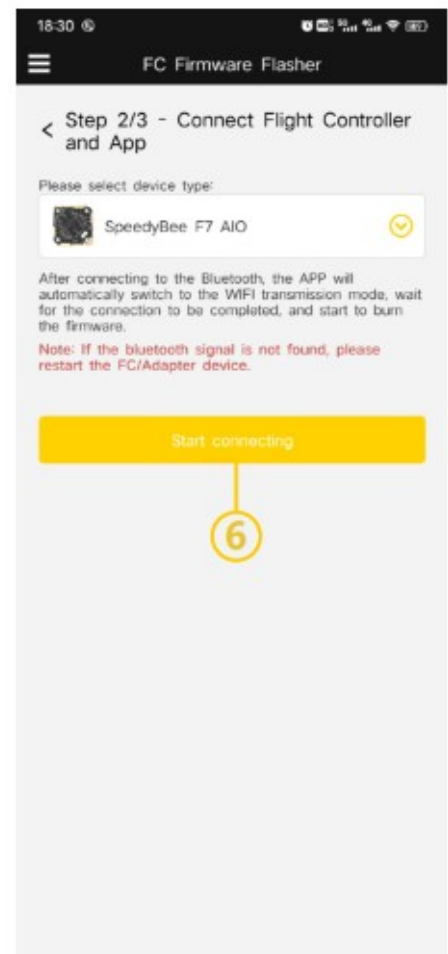 18:30
FC Firmware Flasher
Step 2/3 - Connect Flight Controller
and App
Please select device type:
SpeedyBee F7 AIO
After connecting to the Bluetooth, the APP will
automatically switch to the WIFI transmission mode, wait
for the connection to be completed, and start to burn
the firmware.
Note: If the bluetooth signal is not found, please
restart the FC/Adapter device.
Start connecting
6